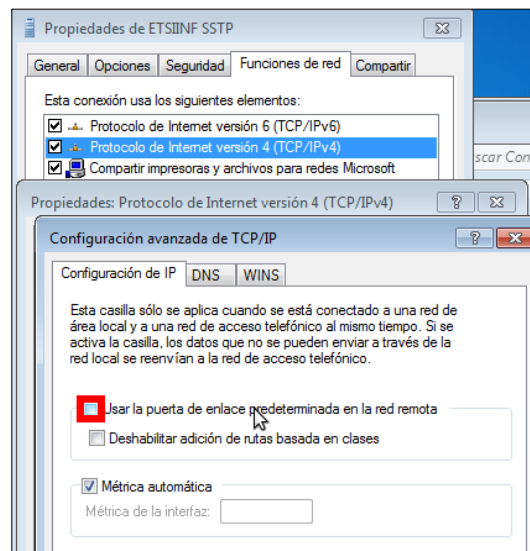 Propiedades de ETSIINF SSTP
General Opciones Seguridad Funciones de red Compartir
Esta conexión usa los siguientes elementos:
Protocolo de Internet versión 6 (TCP/IPv6)
Protocolo de Internet versión 4 (TCP/IPv4)
Compartir impresoras y archivos para redes Microsoft
scar Con
Propiedades: Protocolo de Internet versión 4 (TCP/IPv4)
Configuración avanzada de TCP/IP
Configuración de IP DNS WINS
Esta casilla sólo se aplica cuando se está conectado a una red de
área local y a una red de acceso telefónico al mismo tiempo. Si se
activa la casilla, los datos que no se pueden enviar a través de la
red local se reenvían a la red de acceso telefónico.
Usar la puerta de enlace predeterminada en la red remota
Deshabilitar adición de rutas basada en clases
Métrica automática
Métrica de la interfaz: